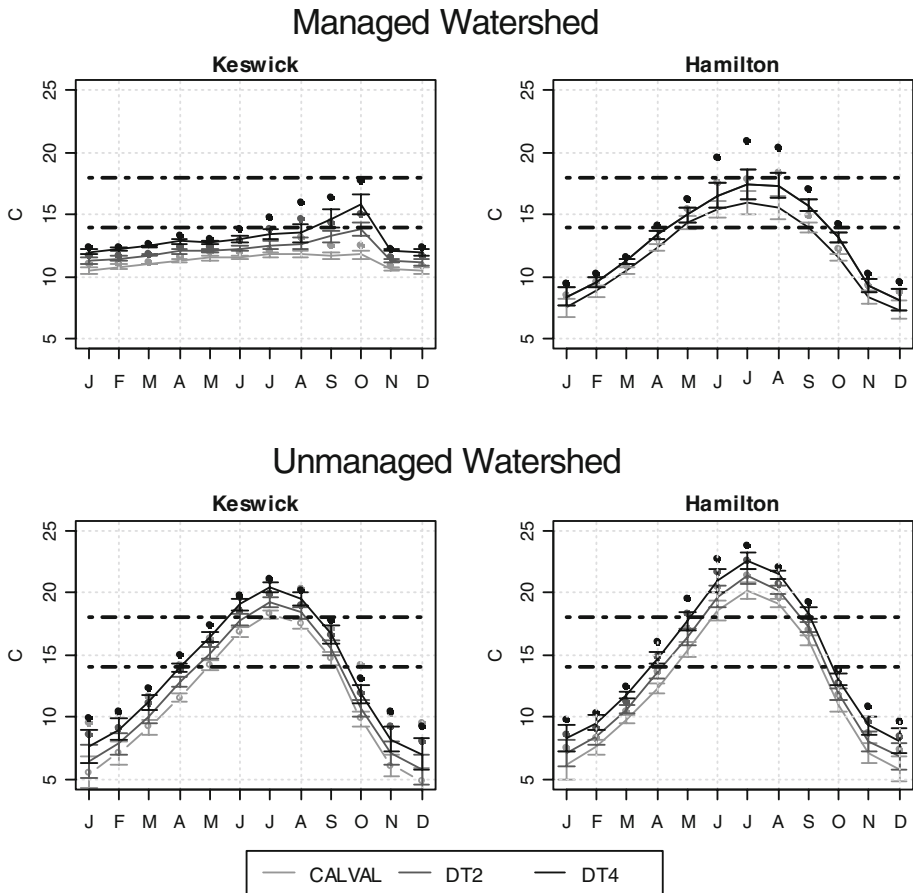 Managed Watershed
Keswick
Hamilton
25
20
15
10
5
C
J F M A M J J A S O N D
25
20
15
10
5
C
J F M A M J J A S O N D
Unmanaged Watershed
Keswick
Hamilton
25
20
15
10
5
C
J F M A M J J A S O N D
25
20
15
10
5
C
J F M A M J J A S O N D
CALVAL DT2 DT4